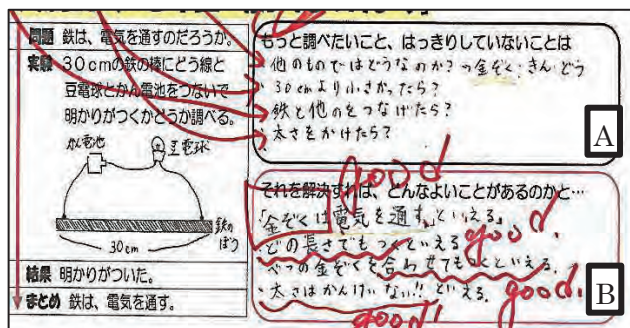 問題 鉄は、電気を通すのだろうか。
実験 30cmの鉄の棒にどう線と
豆電球とかん電池をつないで
明かりがつくかどうか調べる。
かん電池
豆電球
鉄の
ぼう
30cm
結果 明かりがついた。
まとめ 鉄は、電気を通す。
もっと調べたいこと、はっきりしていないことは
・他のものではどうなのか?→金ぞく・きん、どう
・30cmより小さかったら?
・鉄と他のをつなげたら?
・太さをかけたら?
A
good
それを解決すれば、どんなよいことがあるのかと…
「金ぞくは電気を通す」といえる。
・どの長さでもつくといえる good.
・べつの金ぞくを合わせてもつくといえる。
・太さはかんけいない!!といえる。 good.
good!
B